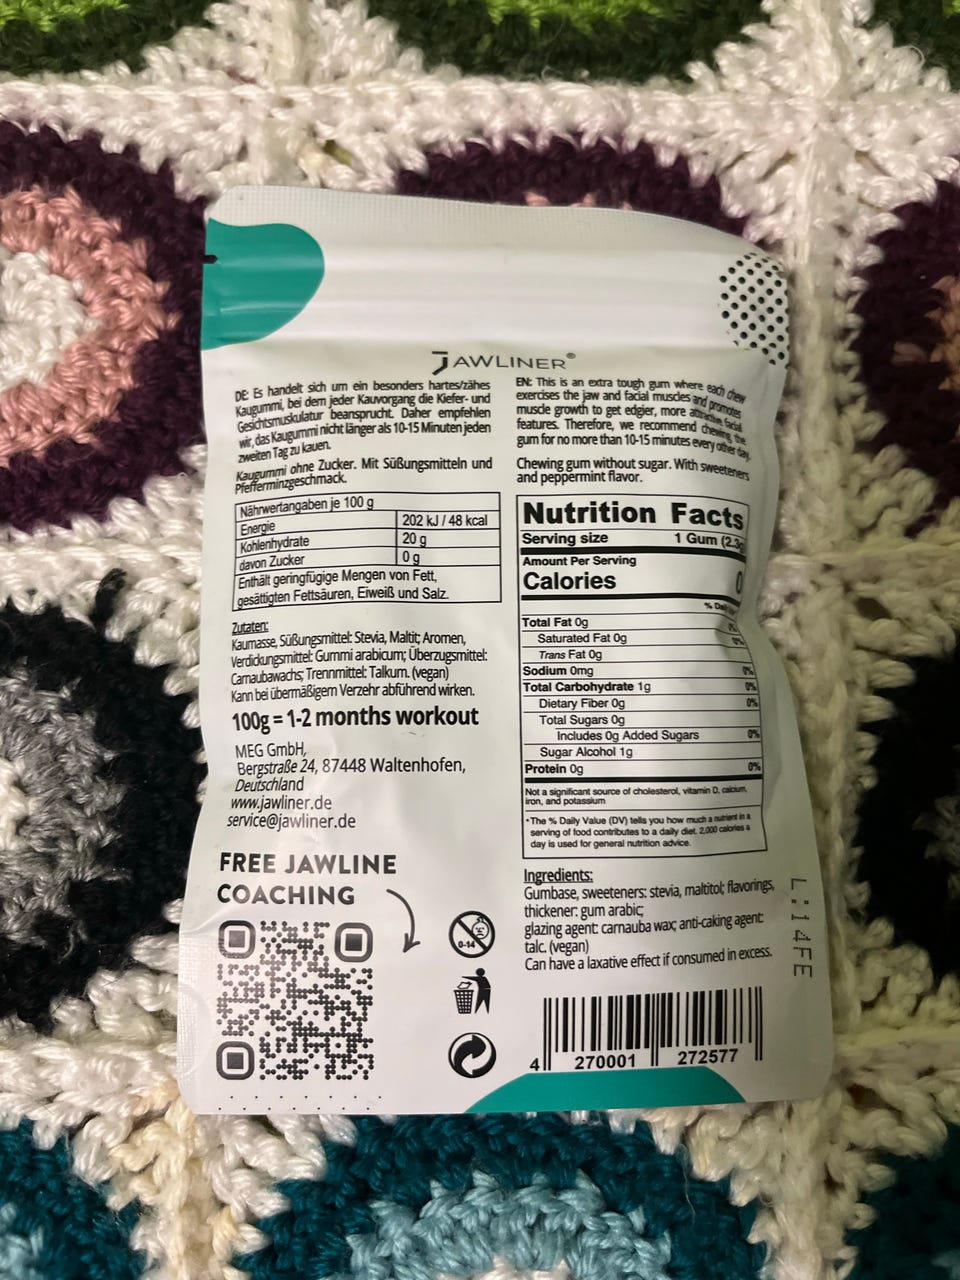 JAWLINER®
DE: Es handelt sich um ein besonders hartes/zähes
Kaugummi, bei dem jeder Kauvorgang die Kiefer- und
Gesichtsmuskulatur beansprucht. Daher empfehlen
wir, das Kaugummi nicht länger als 10-15 Minuten jeden
zweiten Tag zu kauen.
Kaugummi ohne Zucker. Mit Süßungsmitteln und
Pfefferminzgeschmack.
Nährwertangaben je 100 g
Energie 202 kJ / 48 kcal
Kohlenhydrate 20 g
davon Zucker 0 g
Enthält geringfügige Mengen von Fett,
gesättigten Fettsäuren, Eiweiß und Salz.
Zutaten:
Kaumasse, Süßungsmittel: Stevia, Maltit; Aromen,
Verdickungsmittel: Gummi arabicum; Überzugsmittel:
Carnaubawachs; Trennmittel: Talkum. (vegan)
Kann bei übermäßigem Verzehr abführend wirken.
100g = 1-2 months workout
MEG GmbH,
Bergstraße 24, 87448 Waltenhofen,
Deutschland
www.jawliner.de
service@jawliner.de
FREE JAWLINE
COACHING
EN: This is an extra tough gum where each chew
exercises the jaw and facial muscles and promotes
muscle growth to get edgier, more attractive facial
features. Therefore, we recommend chewing the
gum for no more than 10-15 minutes every other day.
Chewing gum without sugar. With sweeteners
and peppermint flavor.
Nutrition Facts
Serving size 1 Gum (2.3g
Amount Per Serving
Calories 0
% Dail
Total Fat 0g 0%
Saturated Fat 0g 0%
Trans Fat 0g
Sodium 0mg 0%
Total Carbohydrate 1g 0%
Dietary Fiber 0g 0%
Total Sugars 0g
Includes 0g Added Sugars 0%
Sugar Alcohol 1g
Protein 0g 0%
Not a significant source of cholesterol, vitamin D, calcium,
iron, and potassium
*The % Daily Value (DV) tells you how much a nutrient in a
serving of food contributes to a daily diet. 2,000 calories a
day is used for general nutrition advice.
Ingredients:
Gumbase, sweeteners: stevia, maltitol; flavorings,
thickener: gum arabic;
glazing agent: carnauba wax; anti-caking agent:
talc. (vegan)
Can have a laxative effect if consumed in excess.
L:14FE
0-14
4 270001 272577